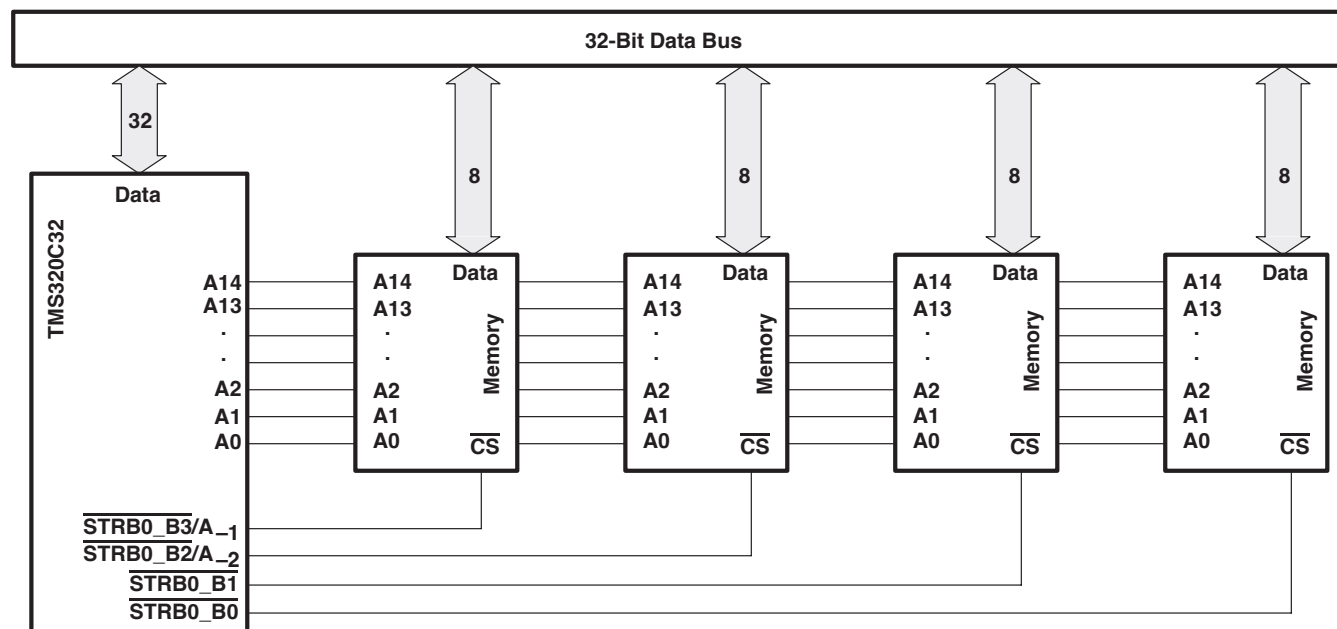 32-Bit Data Bus
32
8
8
8
8
Data
TMS320C32
A14
A13
.
.
A2
A1
A0
STRB0_B3/A–1
STRB0_B2/A–2
STRB0_B1
STRB0_B0
Data
A14
A13
.
.
A2
A1
A0
Memory
CS
Data
A14
A13
.
.
A2
A1
A0
Memory
CS
Data
A14
A13
.
.
A2
A1
A0
Memory
CS
Data
A14
A13
.
.
A2
A1
A0
Memory
CS